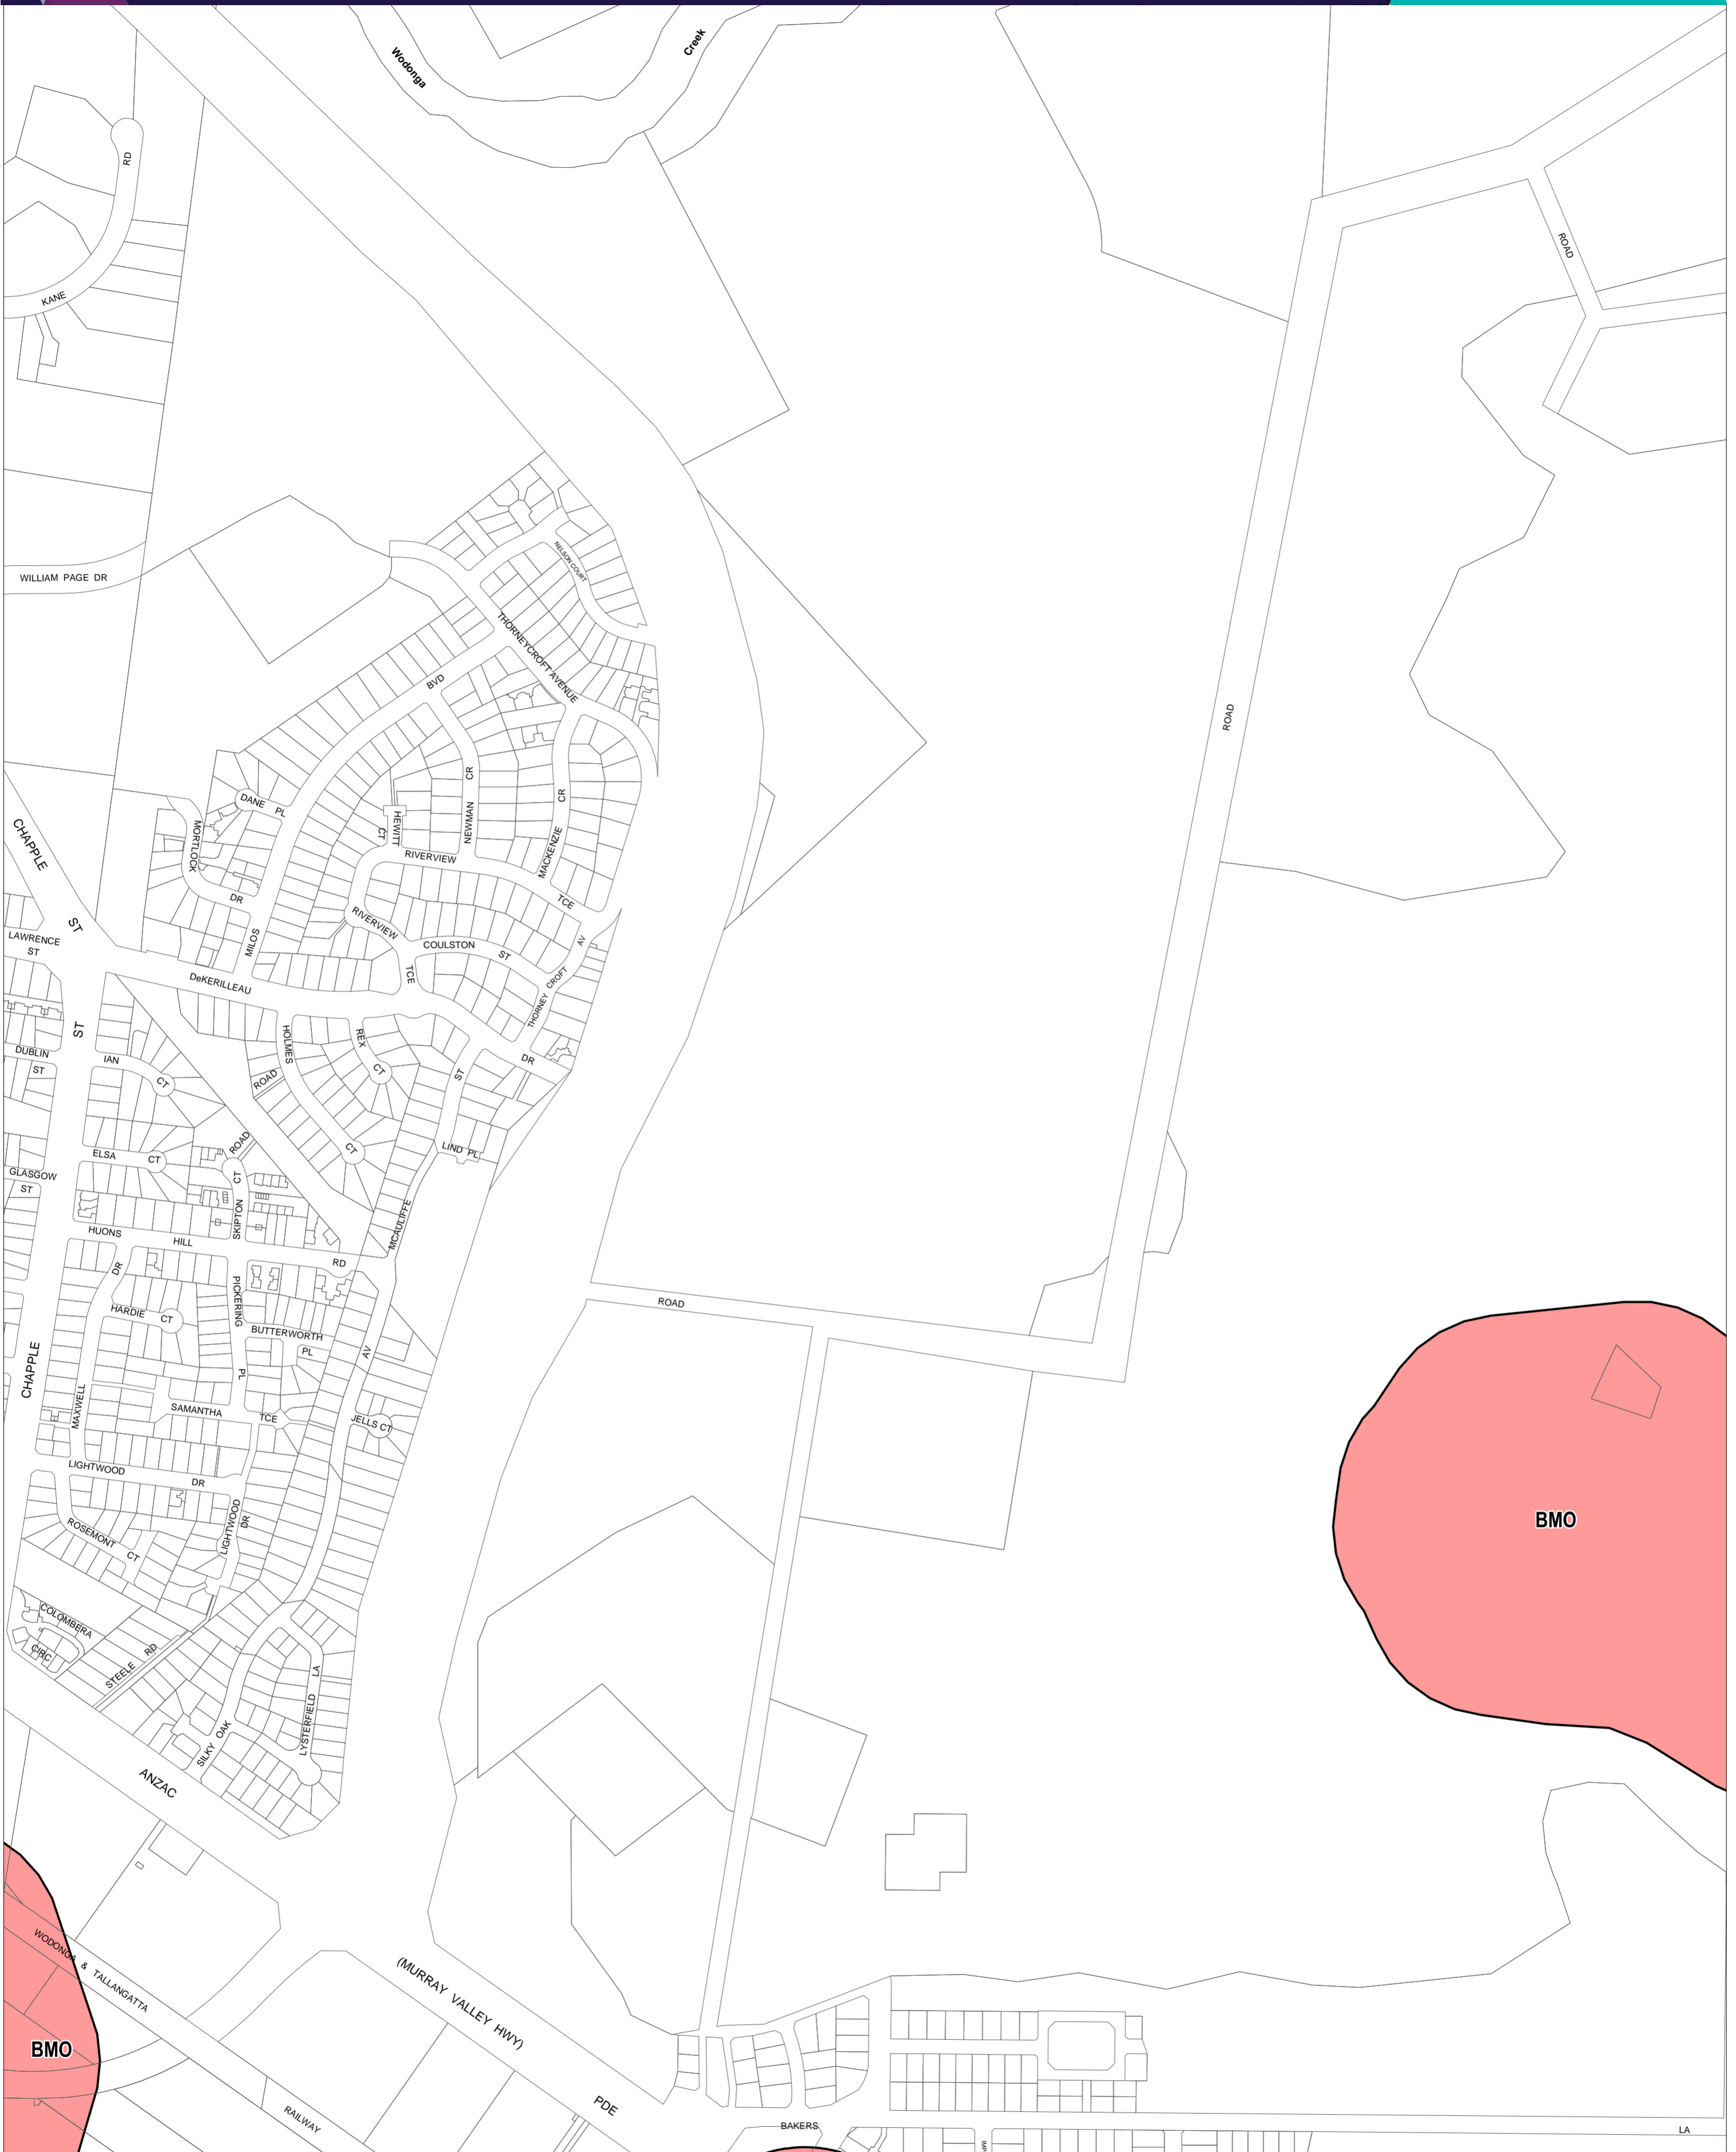 Wodonga
Creek
RD
KANE
ROAD
WILLIAM PAGE DR
NELSON COURT
THORNEYCROFT AVENUE
BVD
ROAD
DANE PL
CR
CR
HEWITT
CT
NEWMAN
MACKENZIE
MORTLOCK
CHAPPLE
RIVERVIEW
DR
TCE
RIVERVIEW
ST
MILOS
LAWRENCE
ST
COULSTON
ST
AV
TCE
CROFT
THORNEY
DeKERILLEAU
ST
HOLMES
REX
DUBLIN
ST
IAN
CT
CT
ST
DR
ROAD
ROAD
ELSA
CT
CT
CT
LIND PL
GLASGOW
ST
SKIPTON
MCAULIFFE
HUONS
HILL
RD
DR
PICKERING
ROAD
HARDIE
CT
BUTTERWORTH
PL
PL
AV
CHAPPLE
MAXWELL
SAMANTHA
TCE
JELLS CT
LIGHTWOOD
DR
LIGHTWOOD
DR
ROSEMONT
CT
BMO
COLOMBERA
CIRC
STEELE
RD
LA
LYSTERFIELD
SILKY
OAK
ANZAC
WODONGA & TALLANGATTA
(MURRAY VALLEY HWY)
BMO
RAILWAY
PDE
BAKERS
LA